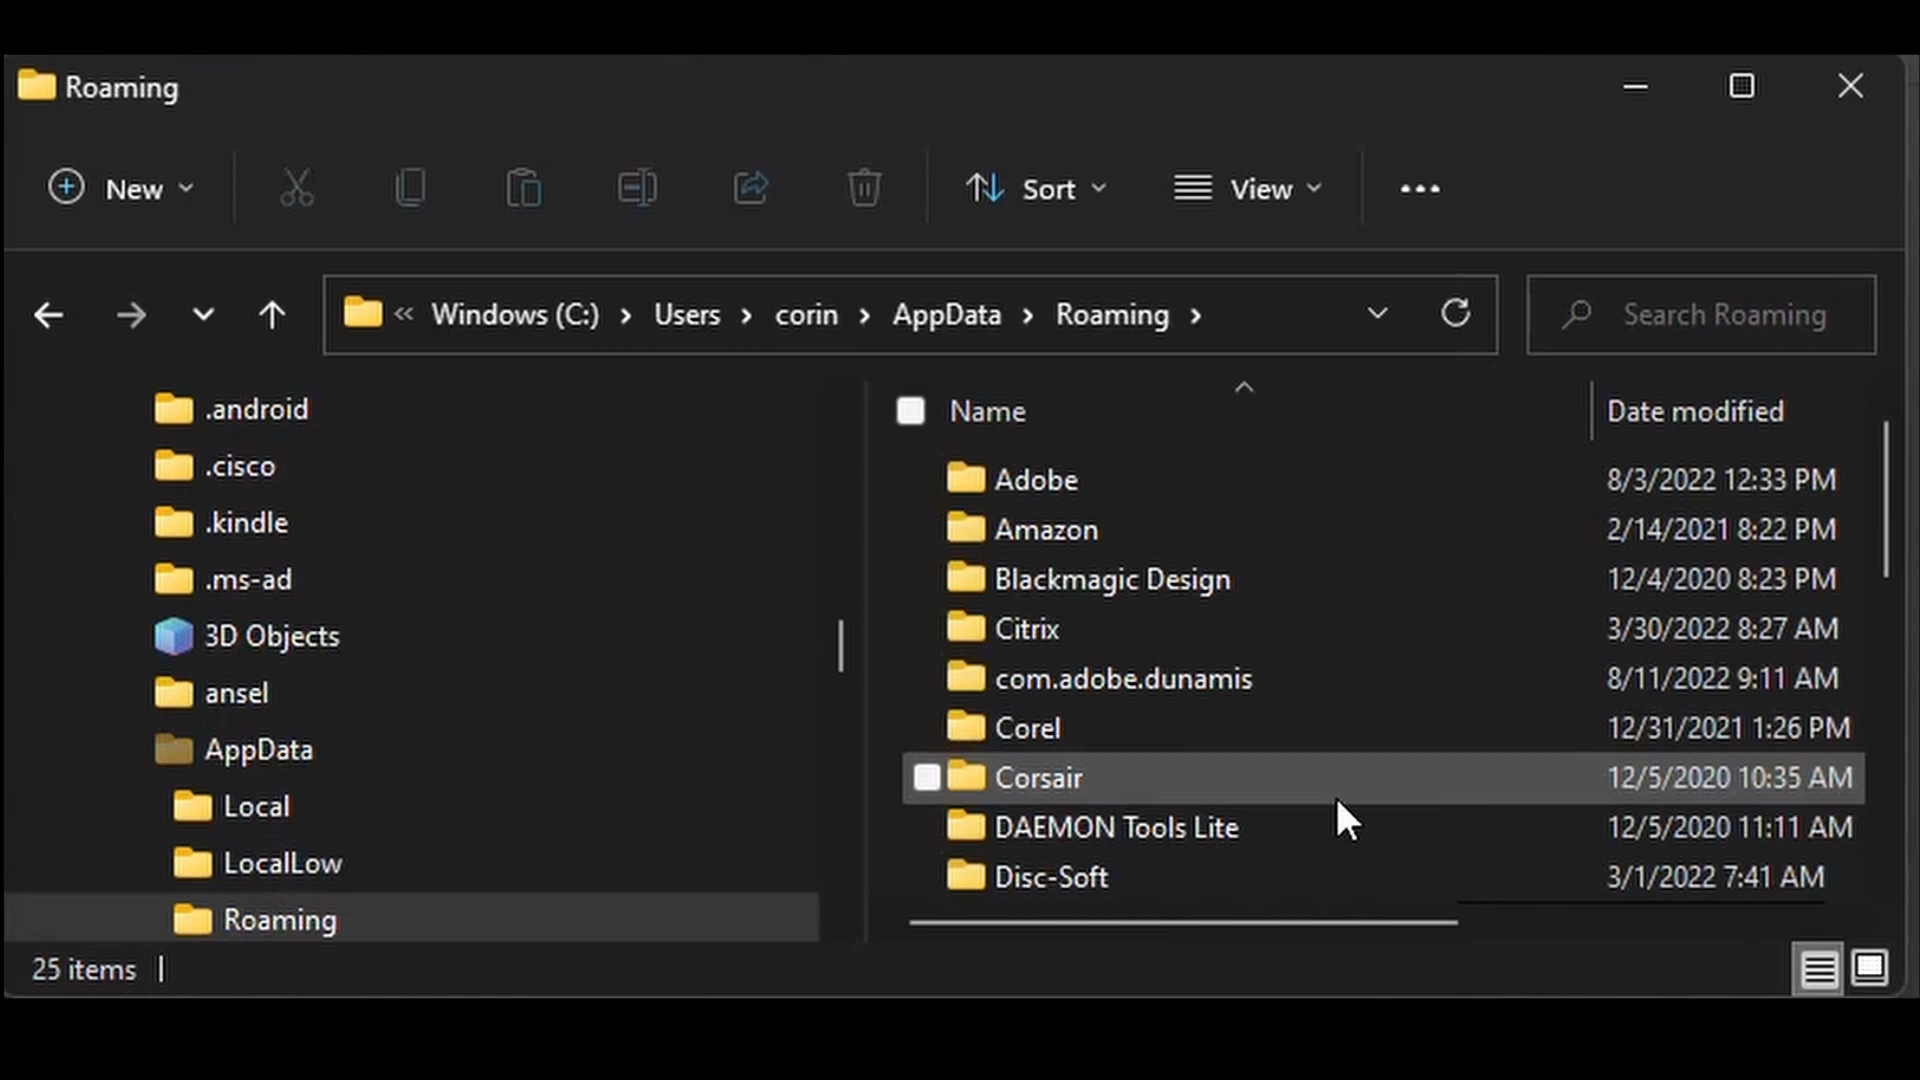 Roaming
New Sort View
« Windows (C:) › Users › corin › AppData › Roaming › Search Roaming
.android
.cisco
.kindle
.ms-ad
3D Objects
ansel
AppData
Local
LocalLow
Roaming
Name Date modified
Adobe 8/3/2022 12:33 PM
Amazon 2/14/2021 8:22 PM
Blackmagic Design 12/4/2020 8:23 PM
Citrix 3/30/2022 8:27 AM
com.adobe.dunamis 8/11/2022 9:11 AM
Corel 12/31/2021 1:26 PM
Corsair 12/5/2020 10:35 AM
DAEMON Tools Lite 12/5/2020 11:11 AM
Disc-Soft 3/1/2022 7:41 AM
25 items